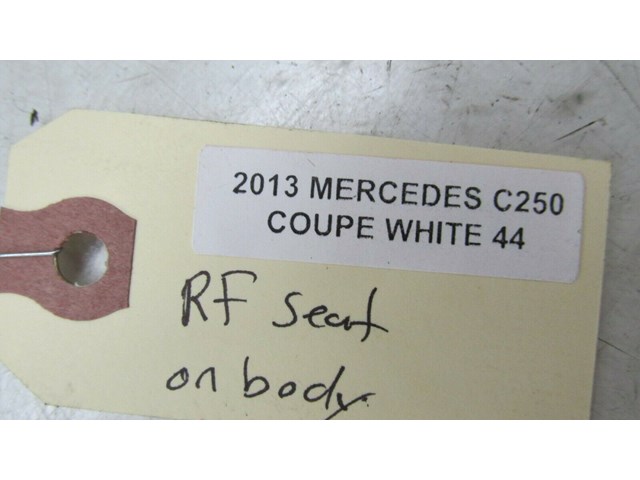 2013 MERCEDES C250
COUPE WHITE 44
RF seat
on body.